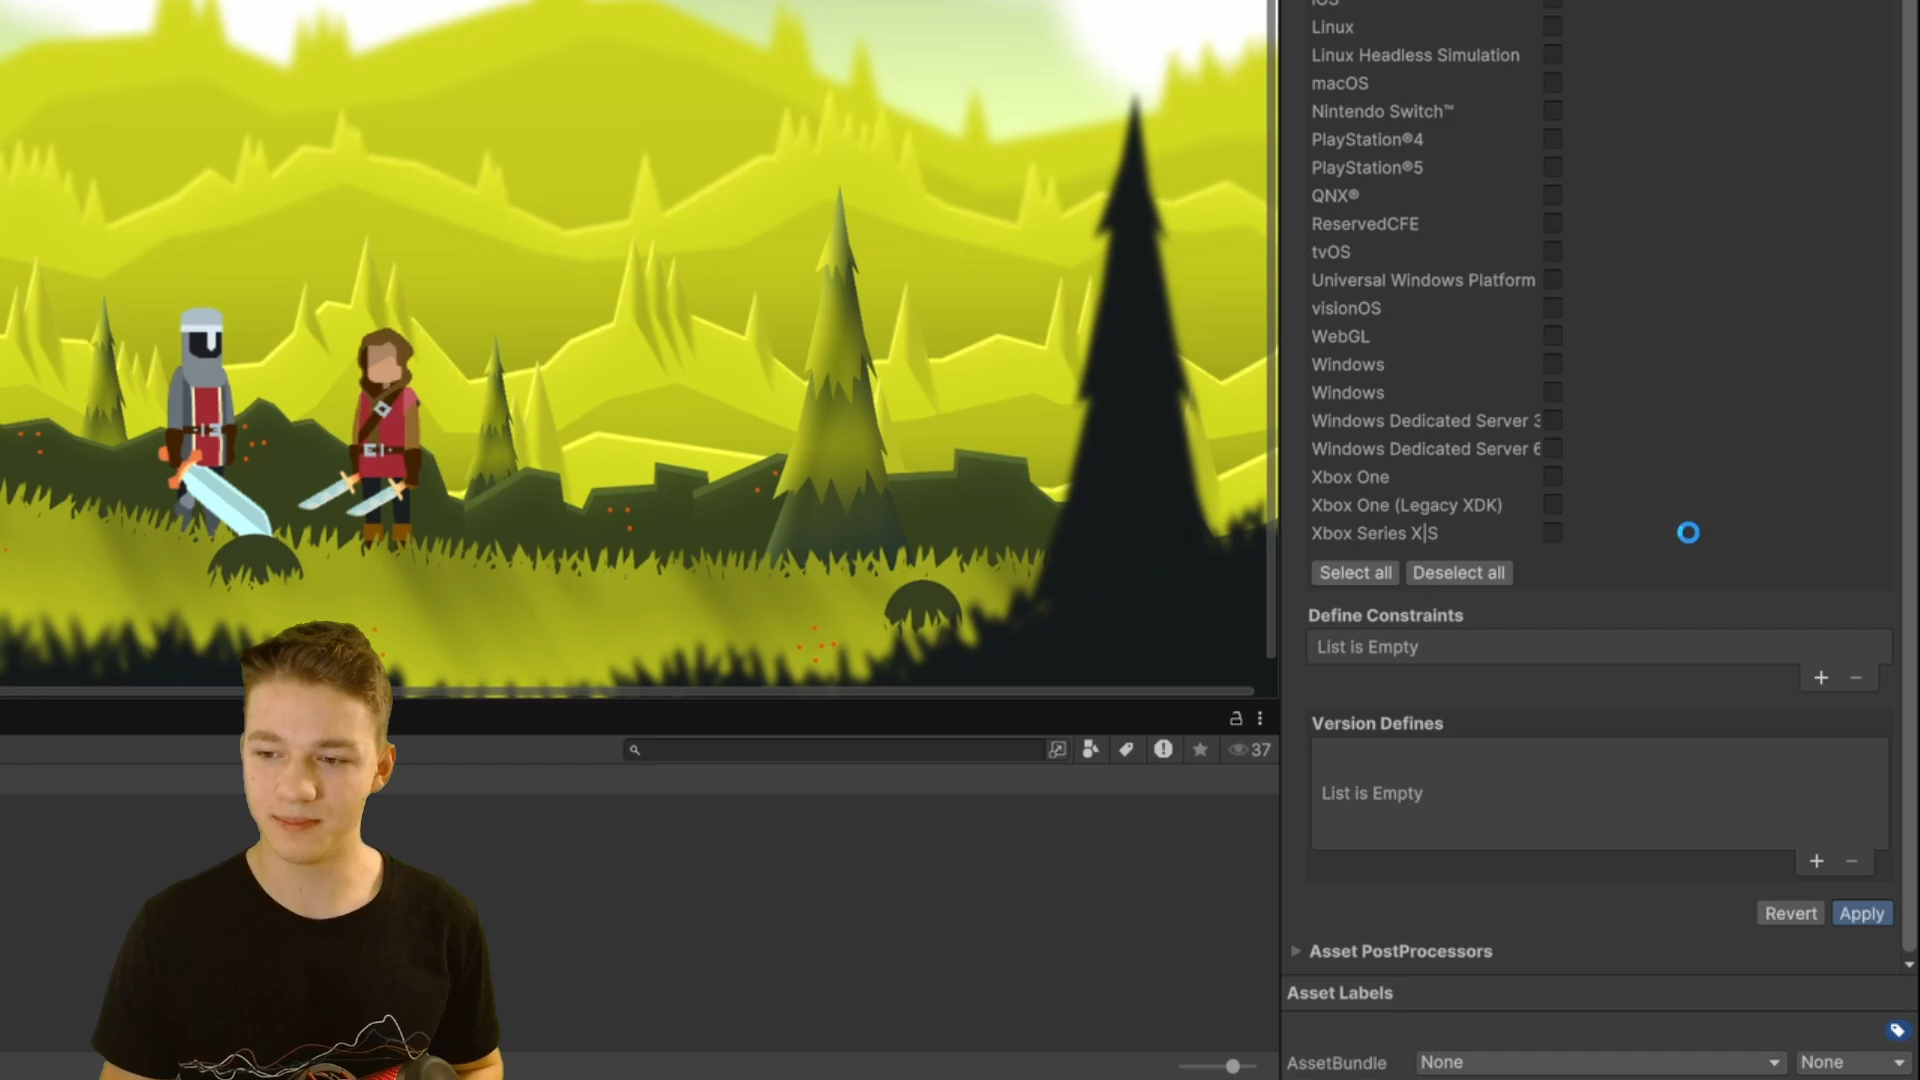 iOS
Linux
Linux Headless Simulation
macOS
Nintendo Switch™
PlayStation®4
PlayStation®5
QNX®
ReservedCFE
tvOS
Universal Windows Platform
visionOS
WebGL
Windows
Windows
Windows Dedicated Server 3
Windows Dedicated Server 6
Xbox One
Xbox One (Legacy XDK)
Xbox Series X|S
Select all Deselect all
Define Constraints
List is Empty
+ −
Version Defines
37
List is Empty
+ −
Revert Apply
Asset PostProcessors
Asset Labels
AssetBundle None None